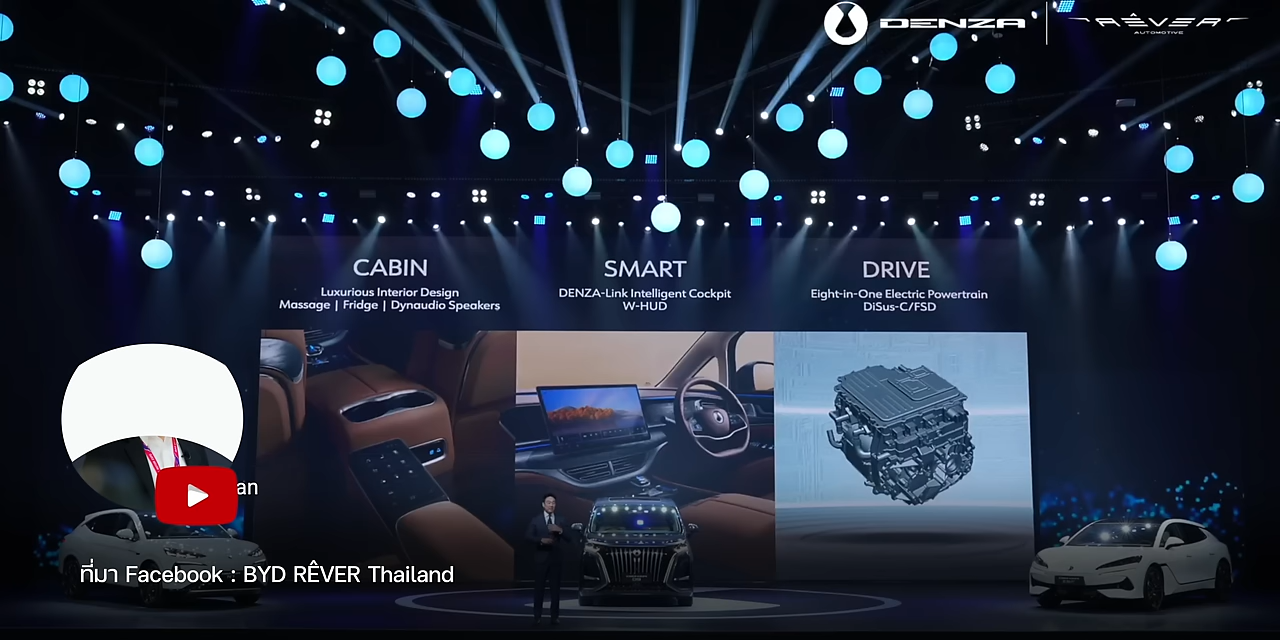 DENZA
RÊVER
AUTOMOTIVE
CABIN
Luxurious Interior Design
Massage | Fridge | Dynaudio Speakers
SMART
DENZA-Link Intelligent Cockpit
W-HUD
DRIVE
Eight-in-One Electric Powertrain
DiSus-C/FSD
an
ที่มา Facebook : BYD RÊVER Thailand